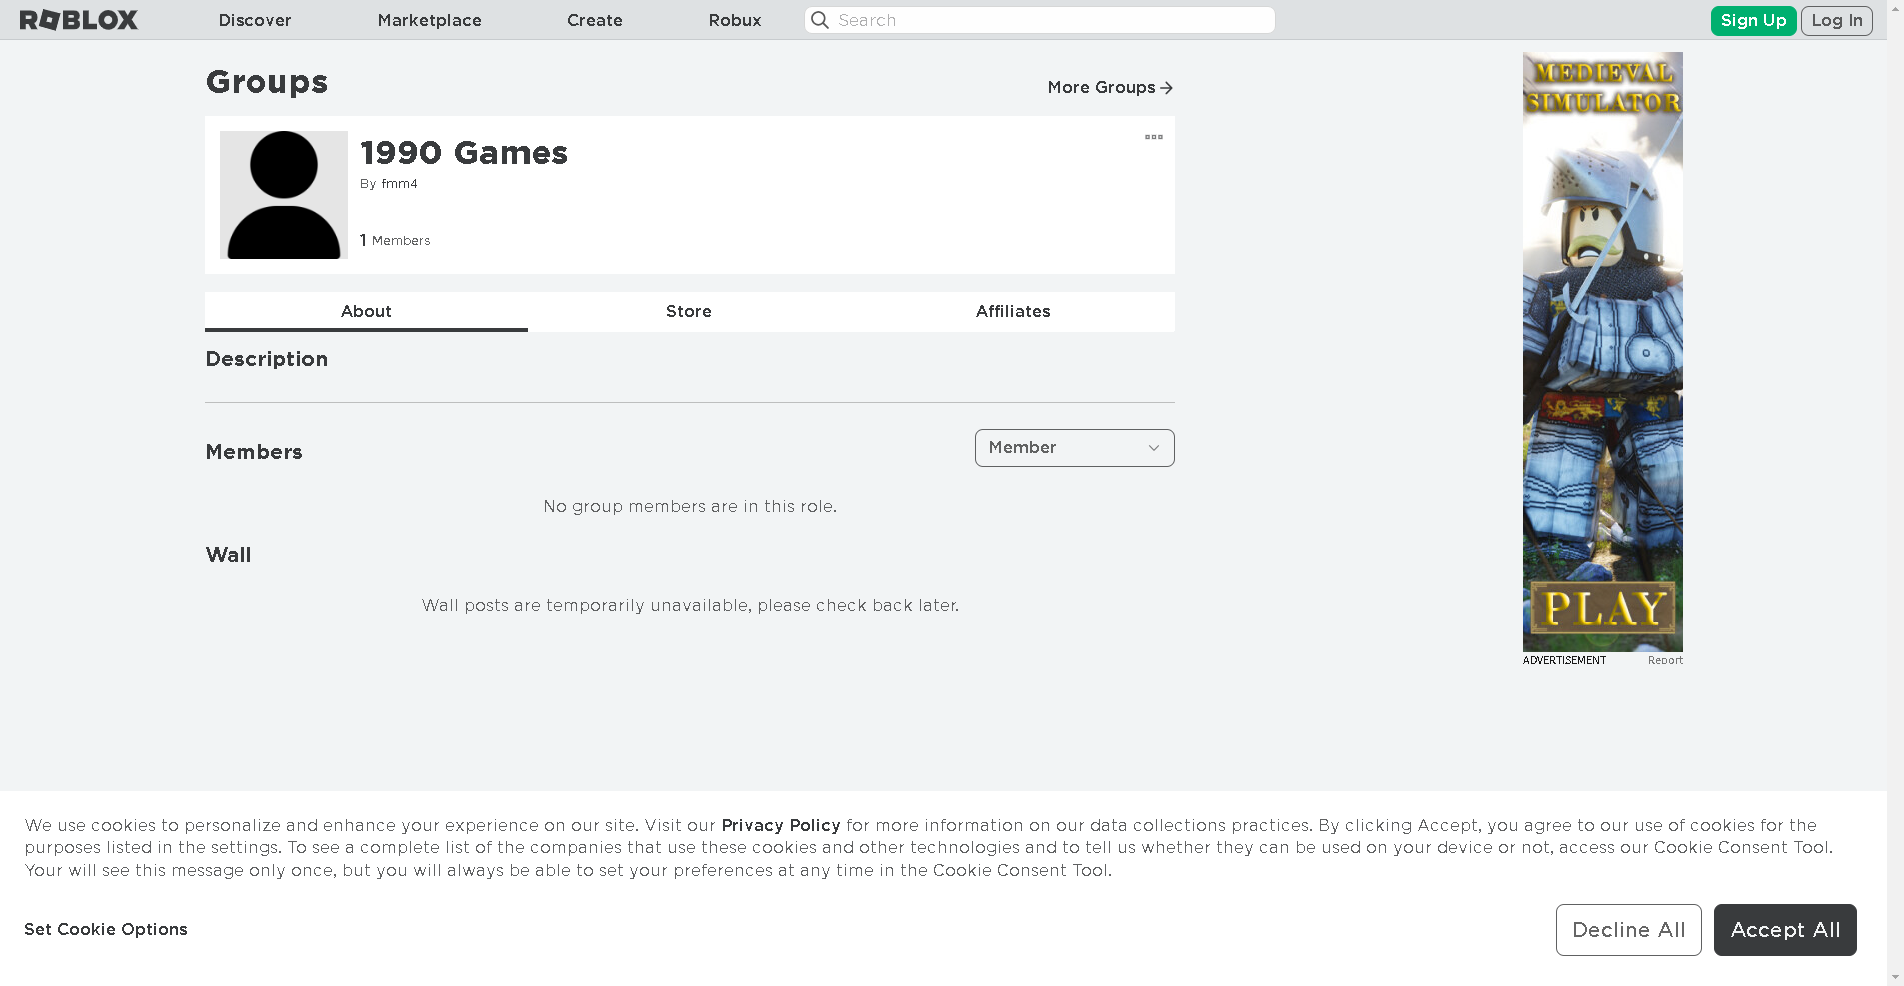 ROBLOX Discover Marketplace Create Robux Search Sign Up Log In
Groups
More Groups
1990 Games
By fmm4
1 Members
About Store Affiliates
Description
Members
Member
No group members are in this role.
Wall
Wall posts are temporarily unavailable, please check back later.
MEDIEVAL
SIMULATOR
PLAY
ADVERTISEMENT Report
We use cookies to personalize and enhance your experience on our site. Visit our Privacy Policy for more information on our data collections practices. By clicking Accept, you agree to our use of cookies for the
purposes listed in the settings. To see a complete list of the companies that use these cookies and other technologies and to tell us whether they can be used on your device or not, access our Cookie Consent Tool.
Your will see this message only once, but you will always be able to set your preferences at any time in the Cookie Consent Tool.
Set Cookie Options
Decline All
Accept All